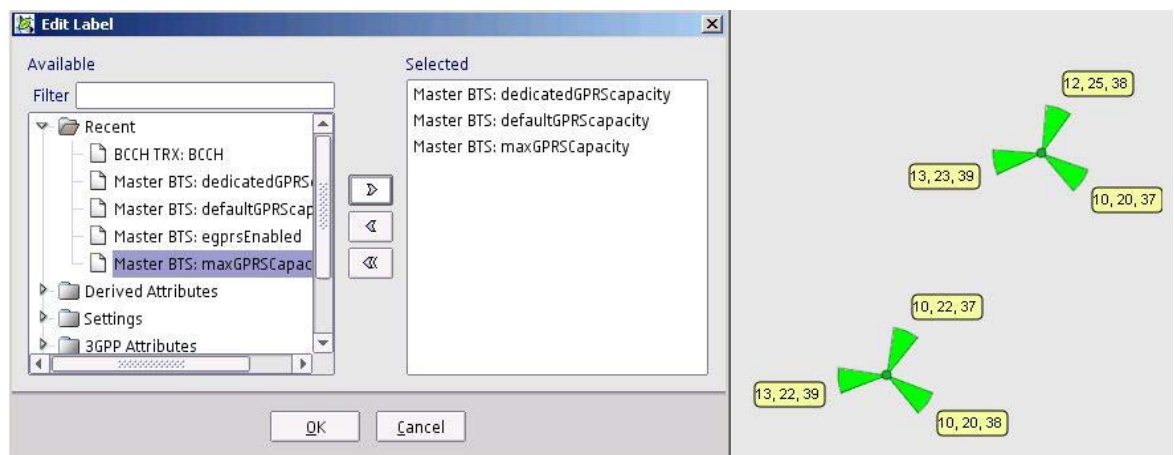 Edit Label
Available
Filter
Recent
BCCH TRX: BCCH
Master BTS: dedicatedGPRS
Master BTS: defaultGPRScap
Master BTS: egprsEnabled
Master BTS: maxGPRSCapac
Derived Attributes
Settings
3GPP Attributes
Selected
Master BTS: dedicatedGPRScapacity
Master BTS: defaultGPRScapacity
Master BTS: maxGPRSCapacity
OK
Cancel
12, 25, 38
13, 23, 39
10, 20, 37
10, 22, 37
13, 22, 39
10, 20, 38